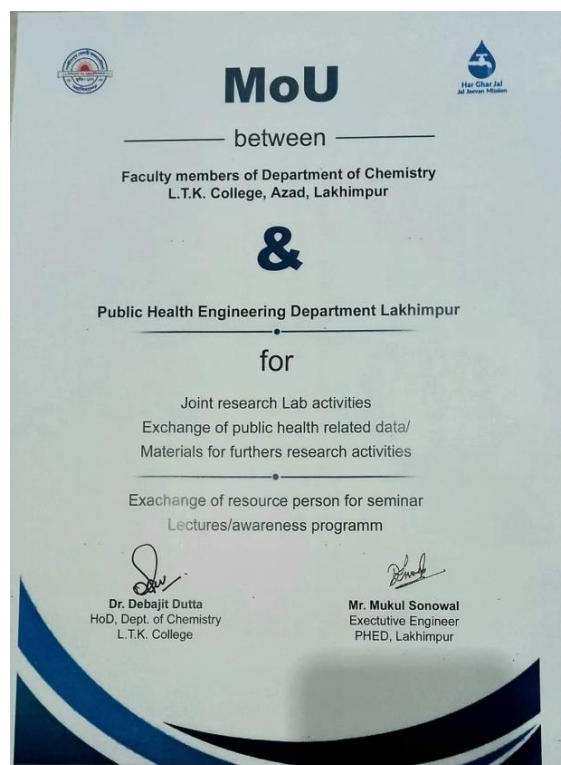 MoU
Har Ghar Jal
Jal Jeevan Mission
between
Faculty members of Department of Chemistry
L.T.K. College, Azad, Lakhimpur
&
Public Health Engineering Department Lakhimpur
for
Joint research Lab activities
Exchange of public health related data/
Materials for furthers research activities
Exachange of resource person for seminar
Lectures/awareness programm
Dr. Debajit Dutta
HoD, Dept. of Chemistry
L.T.K. College
Mr. Mukul Sonowal
Exectutive Engineer
PHED, Lakhimpur